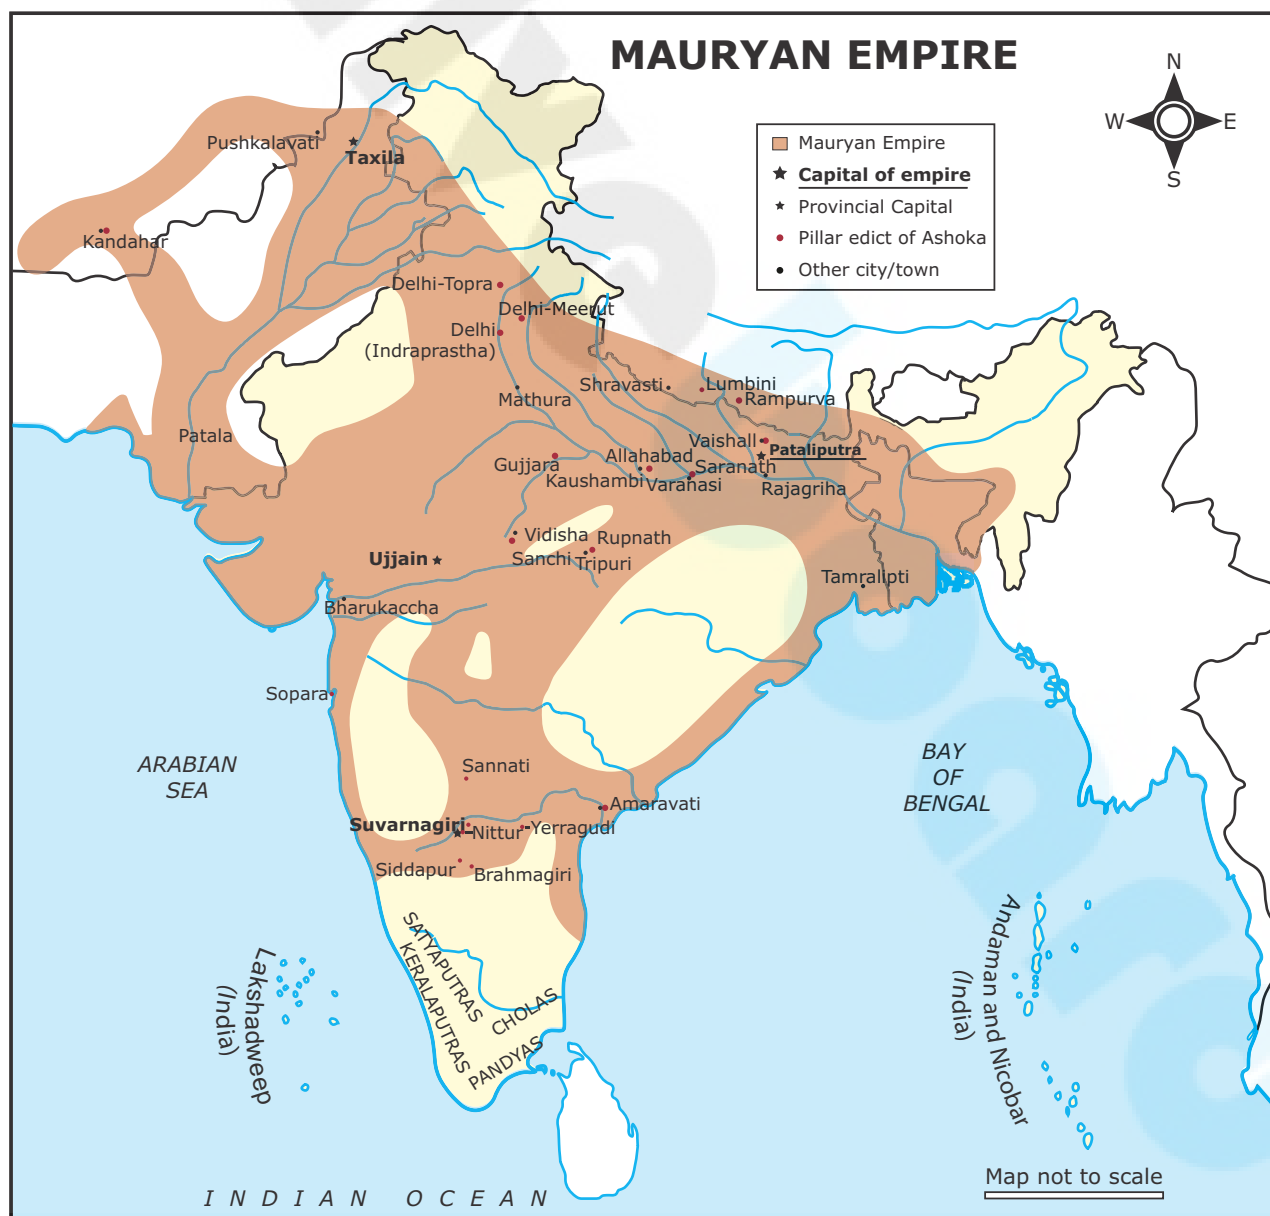 MAURYAN EMPIRE
N
W
E
S
Mauryan Empire
Capital of empire
Provincial Capital
Pillar edict of Ashoka
Other city/town
Pushkalavati
Taxila
Kandahar
Delhi-Topra
Delhi-Meerut
Delhi
(Indraprastha)
Mathura
Shravasti
Lumbini
Rampurva
Patala
Vaishall
Pataliputra
Gujjara
Allahabad
Saranath
Kaushambi
Varanasi
Rajagriha
Vidisha
Rupnath
Sanchi
Tripuri
Ujjain
Tamralipti
Bharukaccha
Sopara
ARABIAN
SEA
BAY
OF
BENGAL
Sannati
Amaravati
Suvarnagiri
Nittur
Yerragudi
Siddapur
Brahmagiri
SATYAPUTRAS
KERALAPUTRAS
CHOLAS
PANDYAS
Lakshadweep
(India)
Andaman and Nicobar
(India)
Map not to scale
INDIAN OCEAN